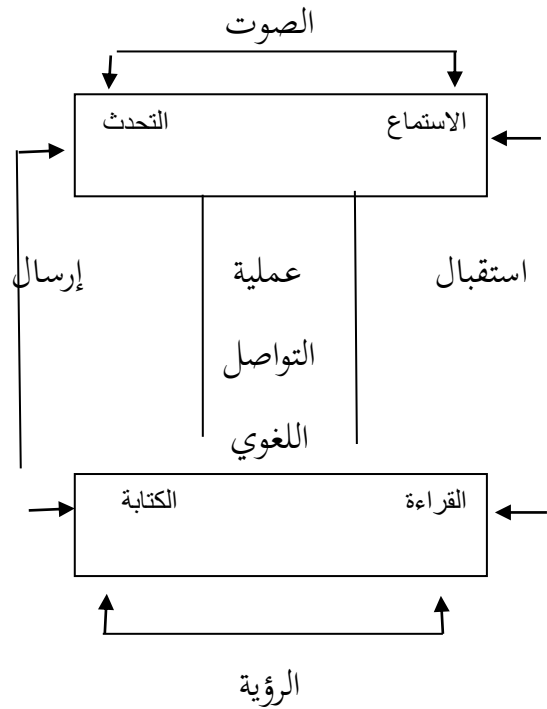 الصوت
الاستماع التحدث
استقبال عملية إرسال
التواصل
اللغوي
القراءة الكتابة
الرؤية